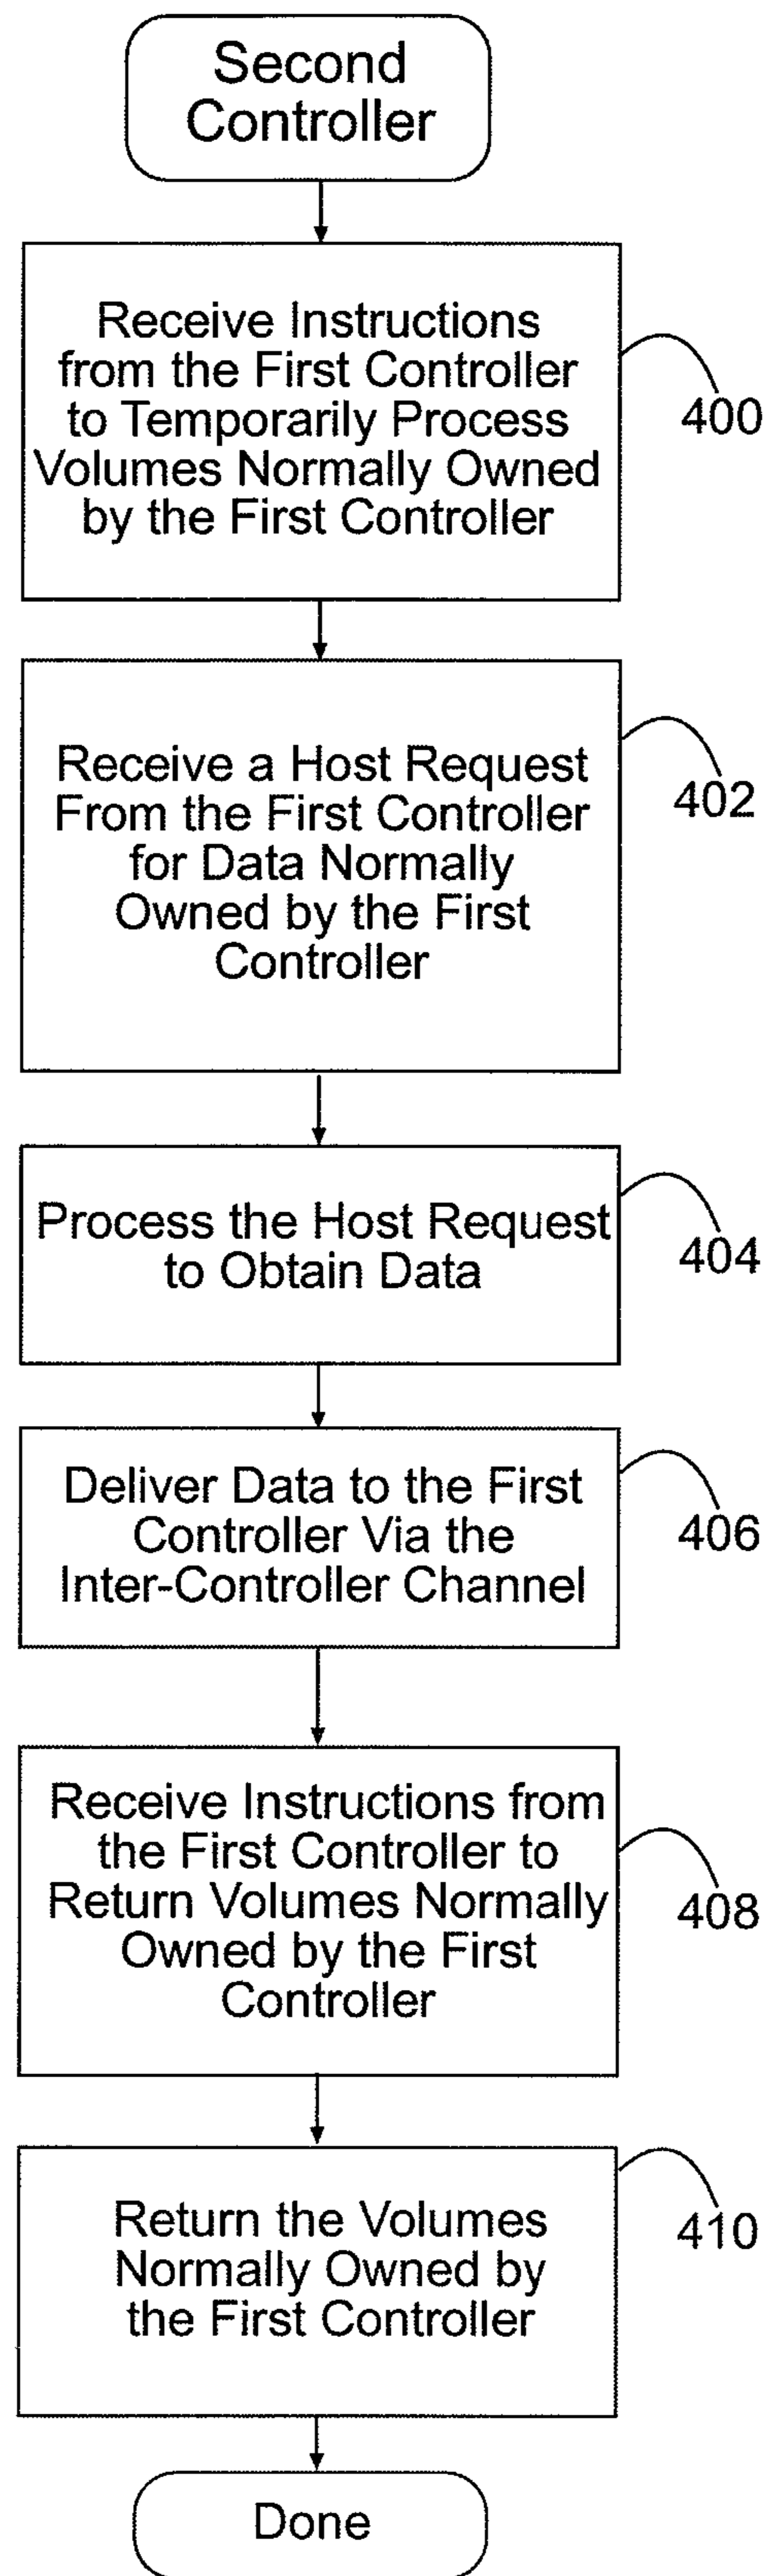 Second
Controller
Receive Instructions
from the First Controller
to Temporarily Process
Volumes Normally Owned
by the First Controller
400
Receive a Host Request
From the First Controller
for Data Normally
Owned by the First
Controller
402
Process the Host Request
to Obtain Data
404
Deliver Data to the First
Controller Via the
Inter-Controller Channel
406
Receive Instructions from
the First Controller to
Return Volumes Normally
Owned by the First
Controller
408
Return the Volumes
Normally Owned by
the First Controller
410
Done